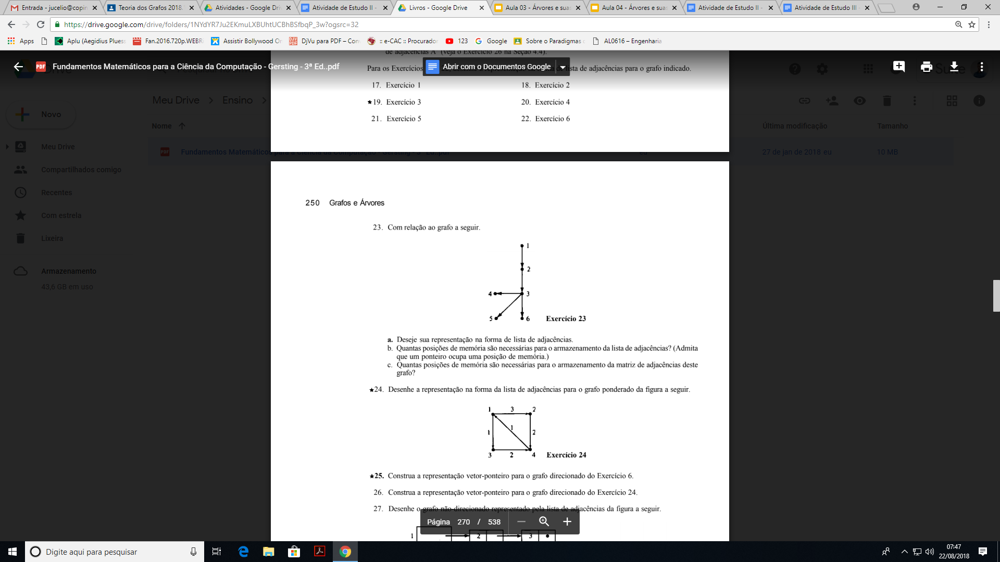 Entrada - jucelio@copin
Teoria dos Grafos 2018.
Atividades - Google Dri
Atividade de Estudo II -
Livros - Google Drive
Aula 03 - Árvores e suas
Aula 04 - Árvores e suas
Atividade de Estudo II -
Atividade de Estudo III -
https://drive.google.com/drive/folders/1NYdYR7Ju2EKmuLXBUhtUCBhBSfbqP_3w?ogsrc=32
Apps
Aplu (Aegidius Pluess
Fan.2016.720p.WEBRi
Assistir Bollywood On
DjVu para PDF – Con
:: e-CAC :: Procurador
123
Google
Sobre o Paradigmas
AL0616 – Engenharia
de adjacências A (veja o Exercício 26 na Seção 4.4).
PDF Fundamentos Matemáticos para a Ciência da Computação - Gersting - 3ª Ed..pdf
Abrir com o Documentos Google
Para os Exercícios lista de adjacências para o grafo indicado.
17. Exercício 1
18. Exercício 2
★19. Exercício 3
20. Exercício 4
21. Exercício 5
22. Exercício 6
Meu Drive > Ensino >
Novo
Nome
Última modificação
Tamanho
Fundamentos Matemáticos para a Ciência da Computação - Gersting - 3ª Ed..pdf
eu
27 de jan de 2018 eu
10 MB
Meu Drive
Compartilhados comigo
Recentes
Com estrela
Lixeira
Armazenamento
43,6 GB em uso
250 Grafos e Árvores
23. Com relação ao grafo a seguir.
1
2
4 3
5 6 Exercício 23
a. Deseje sua representação na forma de lista de adjacências.
b. Quantas posições de memória são necessárias para o armazenamento da lista de adjacências? (Admita
que um ponteiro ocupa uma posição de memória.)
c. Quantas posições de memória são necessárias para o armazenamento da matriz de adjacências deste
grafo?
★24. Desenhe a representação na forma da lista de adjacências para o grafo ponderado da figura a seguir.
1 3 2
1 1 2
3 2 4 Exercício 24
★25. Construa a representação vetor-ponteiro para o grafo direcionado do Exercício 6.
26. Construa a representação vetor-ponteiro para o grafo direcionado do Exercício 24.
27. Desenhe o grafo não-direcionado representado pela lista de adjacências da figura a seguir.
Página 270 / 538
1 2 3
Digite aqui para pesquisar
07:47
22/08/2018